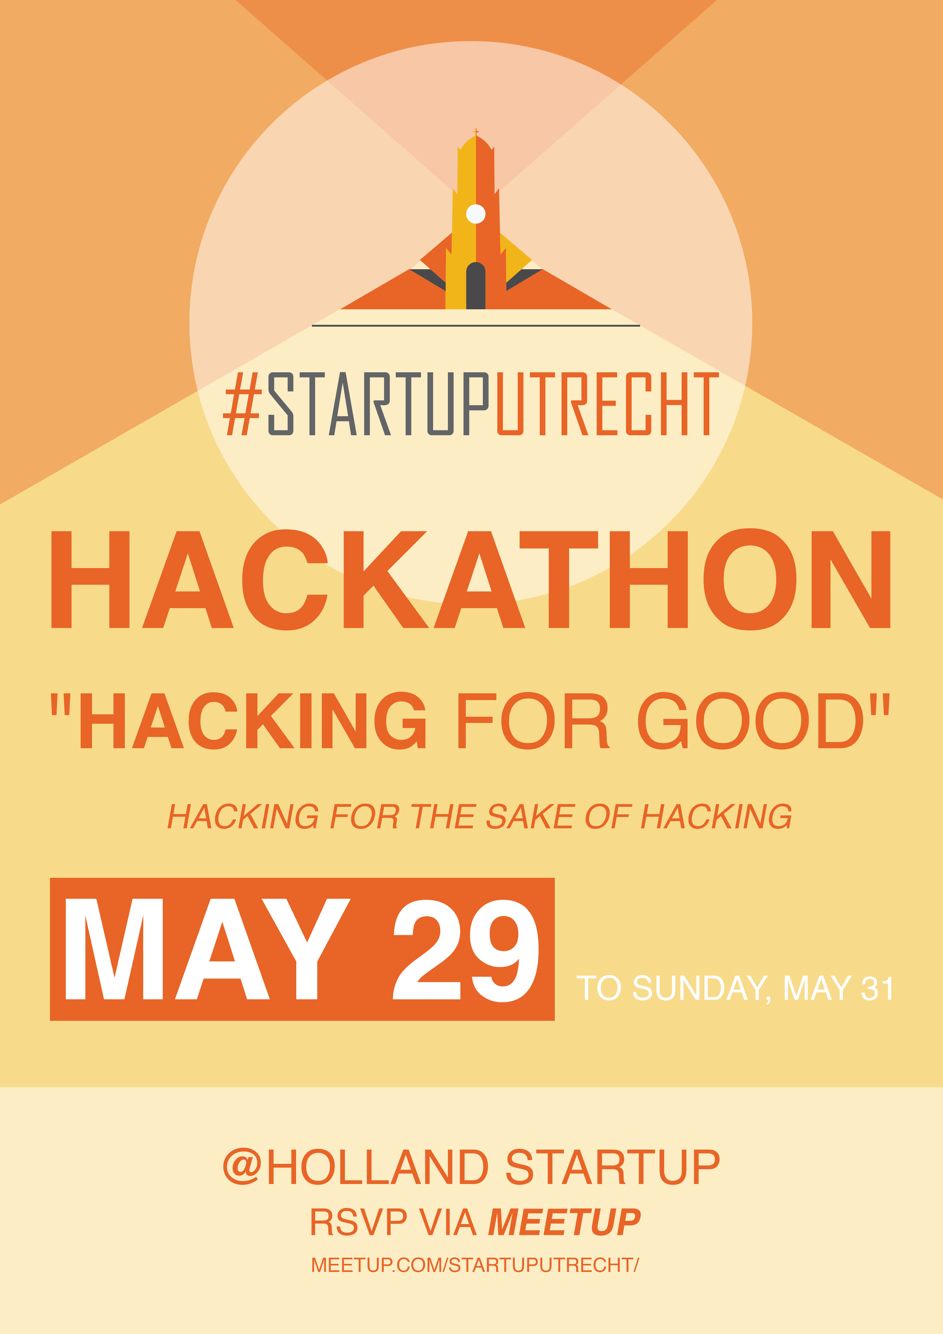 #STARTUPUTRECHT
HACKATHON
"HACKING FOR GOOD"
HACKING FOR THE SAKE OF HACKING
MAY 29 TO SUNDAY, MAY 31
@HOLLAND STARTUP
RSVP VIA MEETUP
MEETUP.COM/STARTUPUTRECHT/